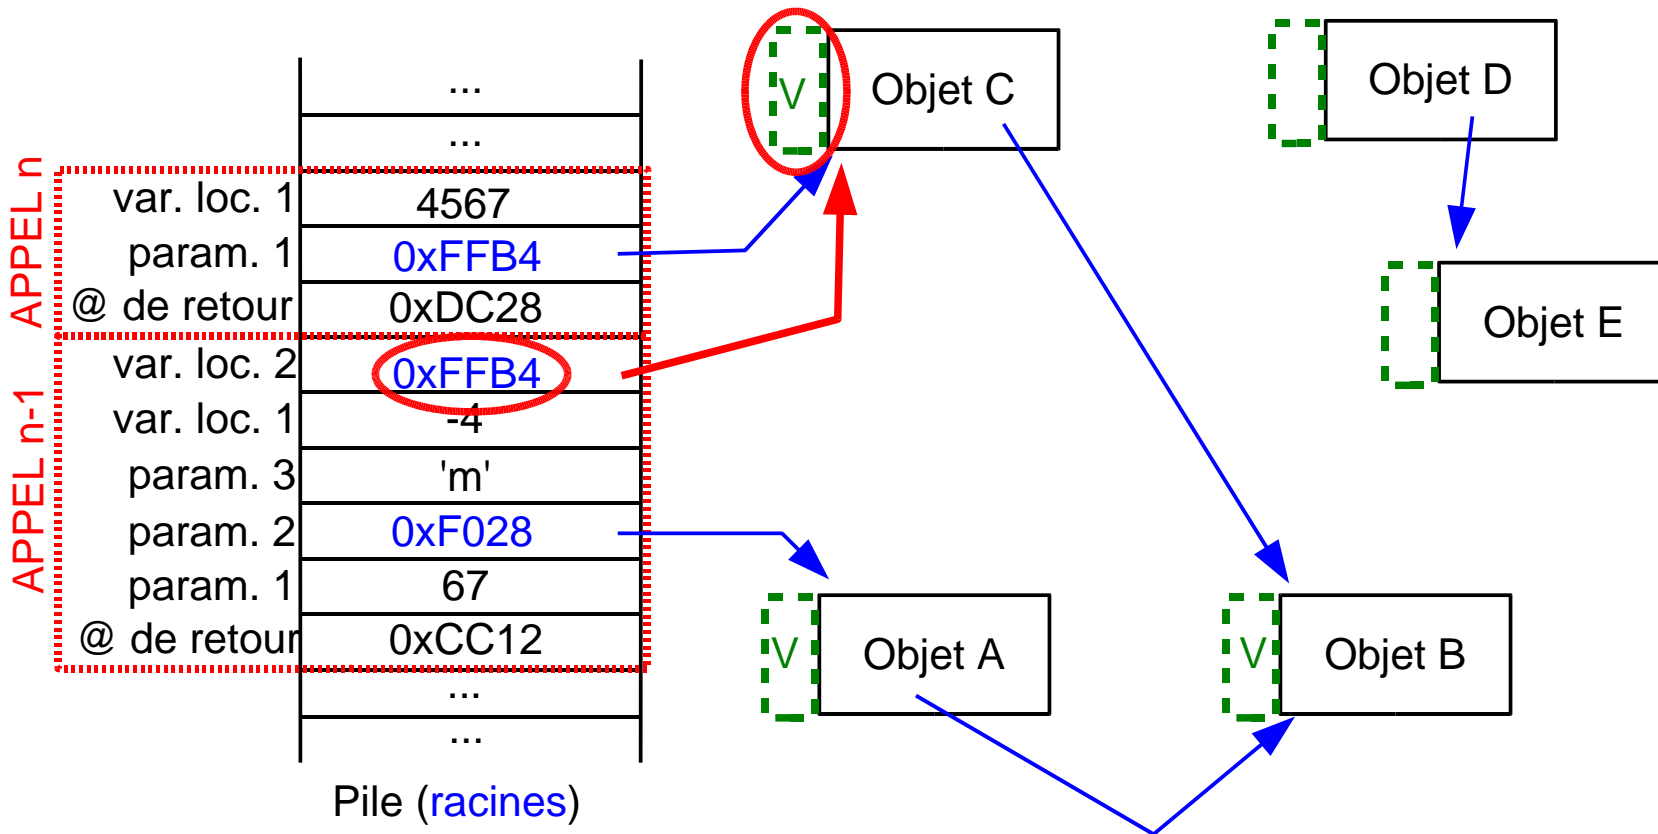 ...
...
APPEL n
var. loc. 1 4567
param. 1 0xFFB4
@ de retour 0xDC28
APPEL n-1
var. loc. 2 0xFFB4
var. loc. 1 -4
param. 3 'm'
param. 2 0xF028
param. 1 67
@ de retour 0xCC12
...
...
Pile (racines)
V Objet C
Objet D
Objet E
V Objet A
V Objet B